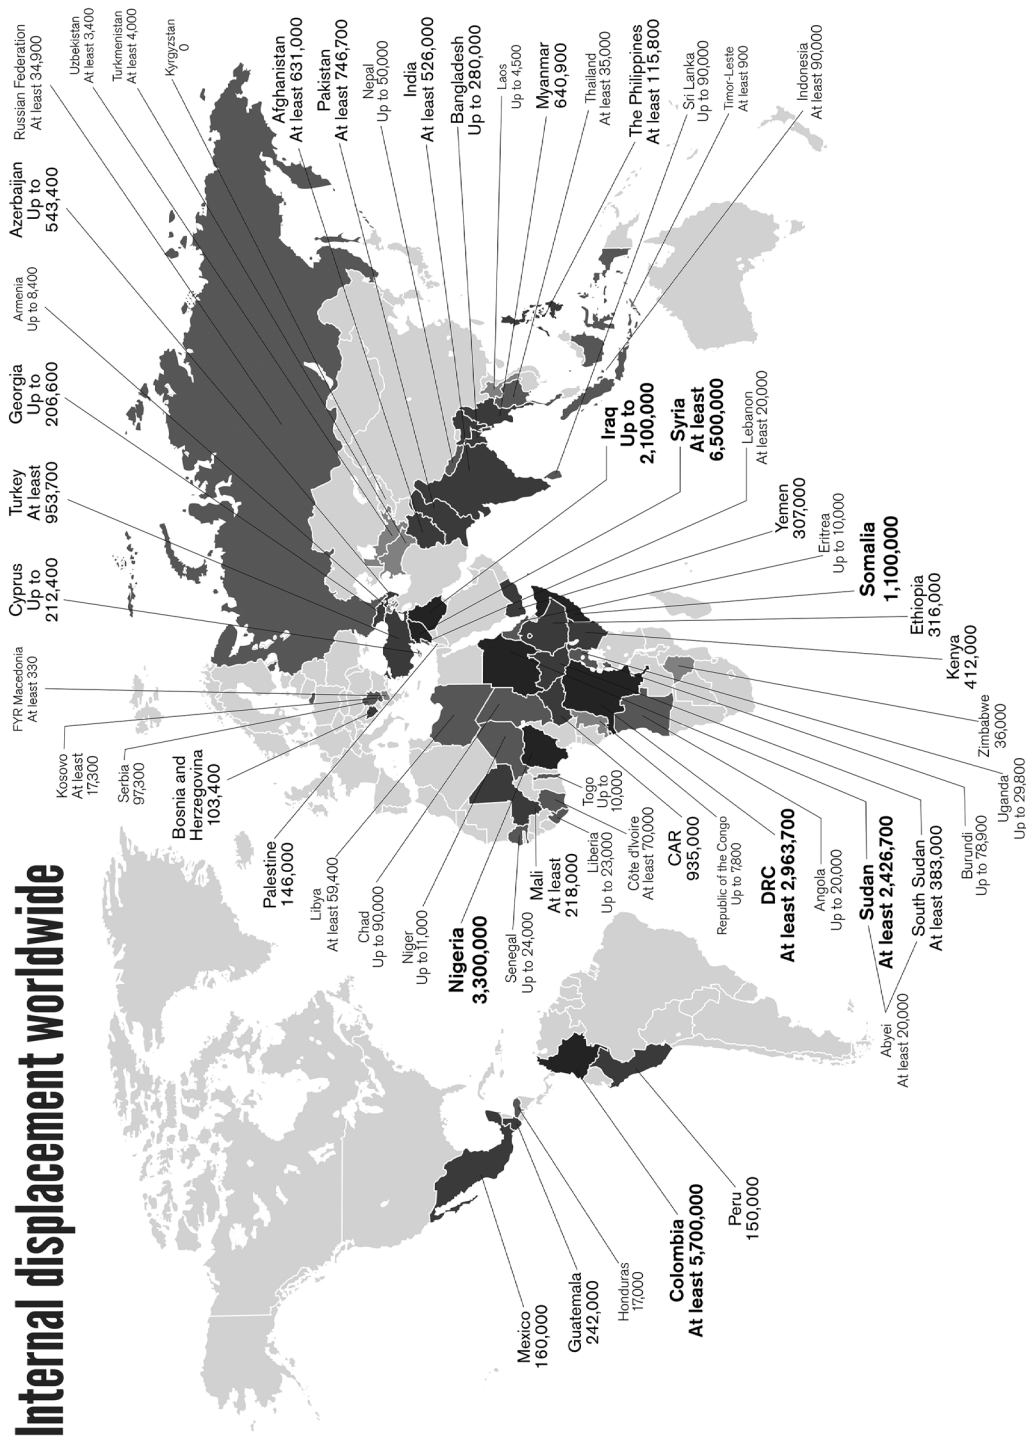 Internal displacement worldwide
FYR Macedonia
At least 330
Kosovo
At least
17,300
Serbia
97,300
Bosnia and
Herzegovina
103,400
Cyprus
Up to
212,400
Turkey
At least
953,700
Georgia
Up to
206,600
Armenia
Up to 8,400
Azerbaijan
Up to
543,400
Russian Federation
At least 34,900
Uzbekistan
At least 3,400
Turkmenistan
At least 4,000
Kyrgyzstan
0
Afghanistan
At least 631,000
Pakistan
At least 746,700
Nepal
Up to 50,000
India
At least 526,000
Bangladesh
Up to 280,000
Laos
Up to 4,500
Myanmar
640,900
Thailand
At least 35,000
The Philippines
At least 115,800
Sri Lanka
Up to 90,000
Timor-Leste
At least 900
Indonesia
At least 90,000
Palestine
146,000
Libya
At least 59,400
Chad
Up to 90,000
Niger
Up to 11,000
Nigeria
3,300,000
Senegal
Up to 24,000
Mali
At least
218,000
Liberia
Up to 23,000
Togo
Up to
10,000
Côte d'Ivoire
At least 70,000
CAR
935,000
Republic of the Congo
Up to 7,800
DRC
At least 2,963,700
Angola
Up to 20,000
Sudan
At least 2,426,700
South Sudan
At least 383,000
Abyei
At least 20,000
Burundi
Up to 78,900
Uganda
Up to 29,800
Zimbabwe
36,000
Kenya
412,000
Ethiopia
316,000
Somalia
1,100,000
Eritrea
Up to 10,000
Yemen
307,000
Lebanon
At least 20,000
Syria
At least
6,500,000
Iraq
Up to
2,100,000
Mexico
160,000
Guatemala
242,000
Honduras
17,000
Colombia
At least 5,700,000
Peru
150,000